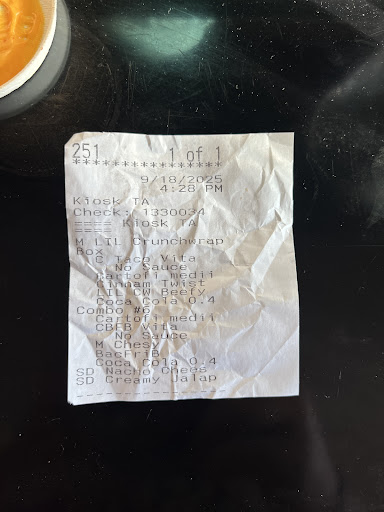 251 1 of 1
*******************
9/18/2025
4:28 PM
Kiosk TA
Check: 1330034
==== Kiosk TA
M LIL Crunchwrap
Box
C Taco Vita
No Sauce
Cartofi medii
Cinnam Twist
LIL CW Beefy
Coca Cola 0.4
Combo #6
Cartofi medii
CBFB Vita
No Sauce
M Chesy
BacFriB
Coca Cola 0.4
SD Nacho Chees
SD Creamy Jalap